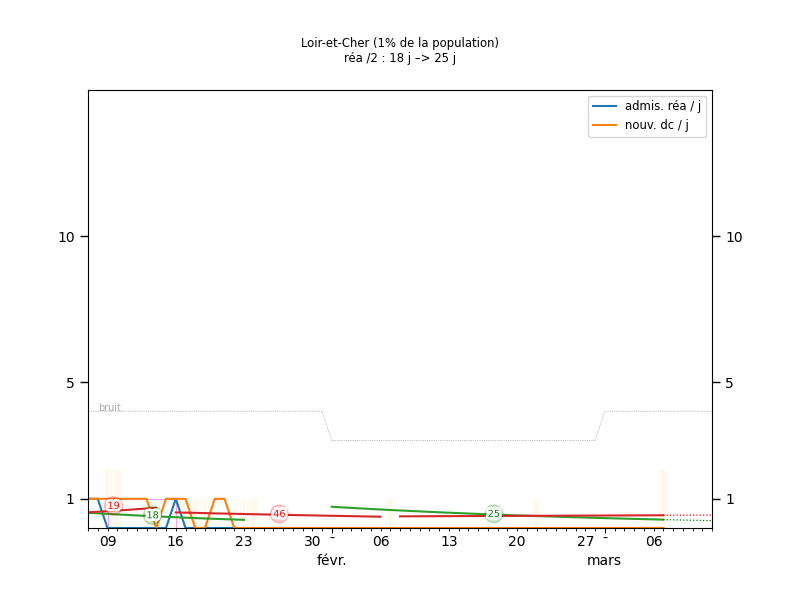 Loir-et-Cher (1% de la population)
réa /2 : 18 j –> 25 j
admis. réa / j
nouv. dc / j
10 10
5 5
bruit
1 1
19
18
46
25
09 16 23 30 - 06 13 20 27 - 06
févr. mars